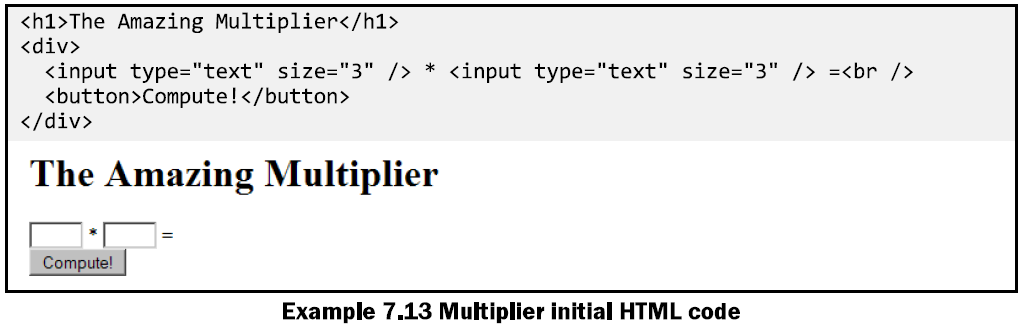 <h1>The Amazing Multiplier</h1>
<div>
  <input type="text" size="3" /> * <input type="text" size="3" /> =<br />
  <button>Compute!</button>
</div>
The Amazing Multiplier
* =
Compute!
Example 7.13 Multiplier initial HTML code